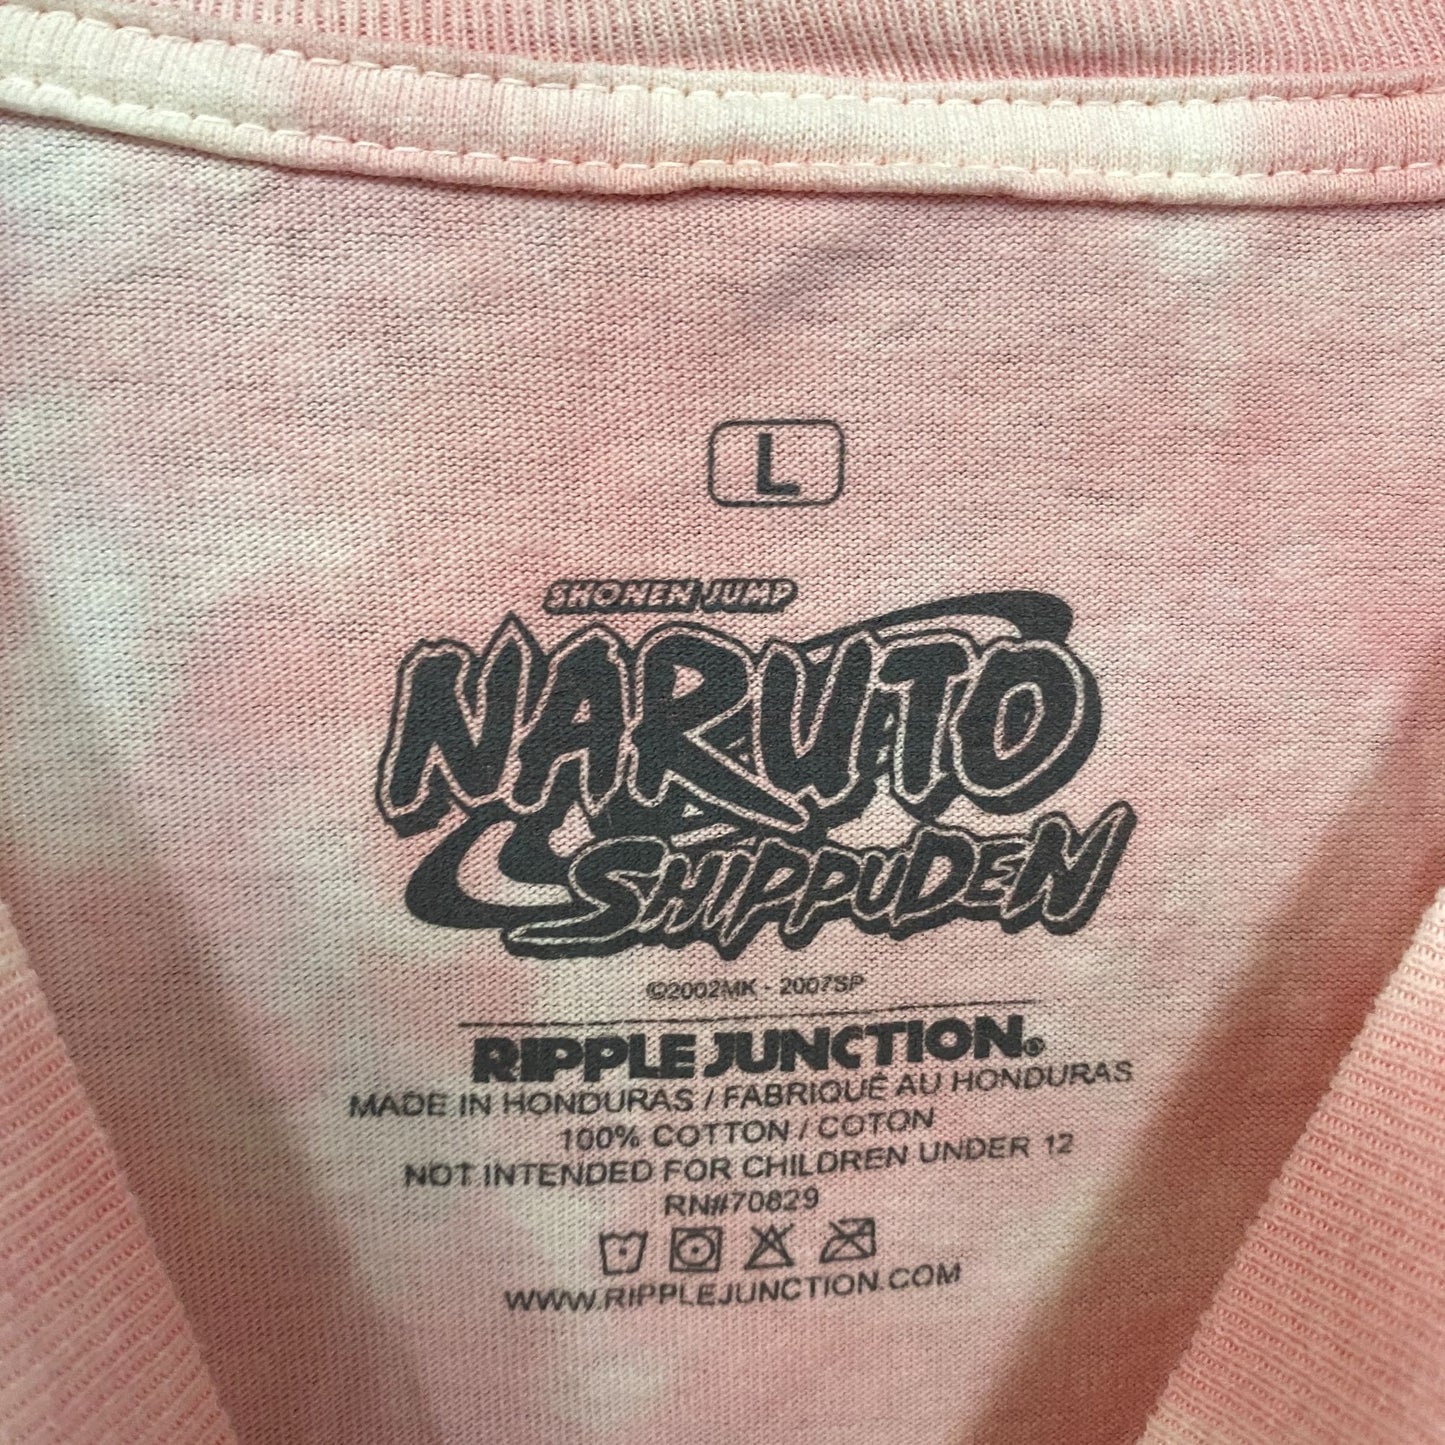 L
SHONEN JUMP
NARUTO
SHIPPUDEN
©2002MK - 2007SP
RIPPLE JUNCTION®
MADE IN HONDURAS / FABRIQUÉ AU HONDURAS
100% COTTON / COTON
NOT INTENDED FOR CHILDREN UNDER 12
RN#70829
WWW.RIPPLEJUNCTION.COM